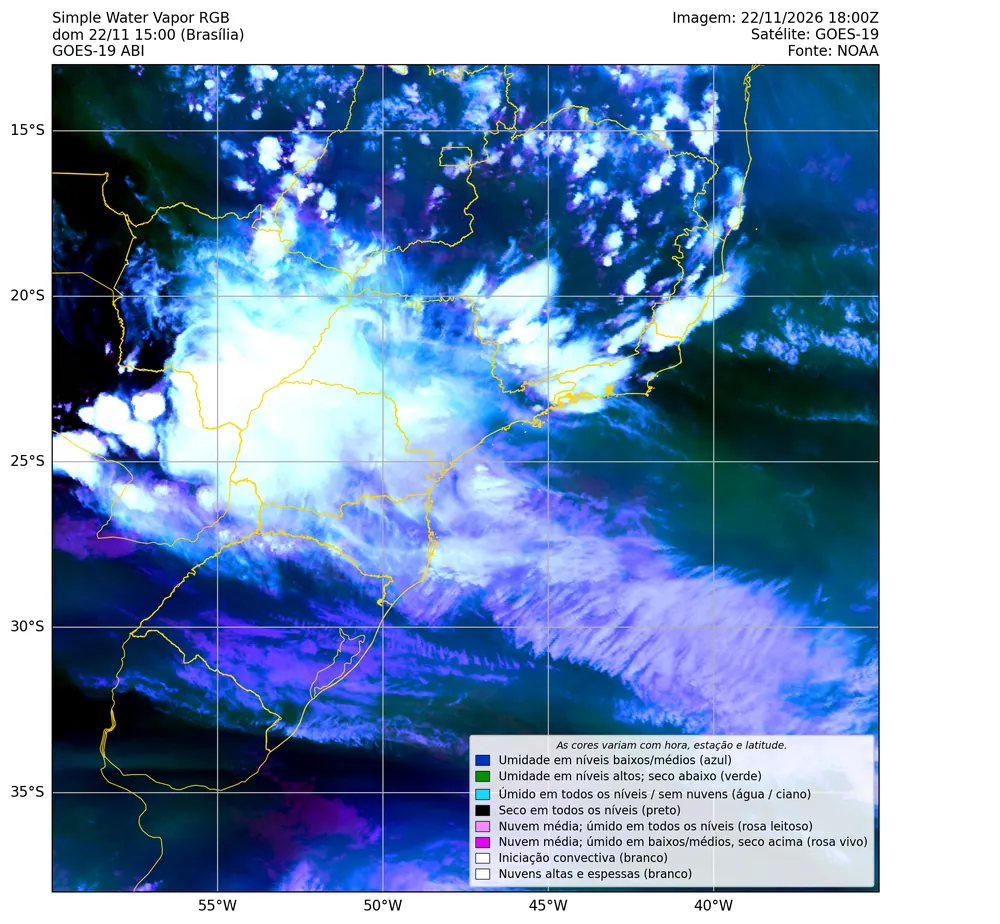 Simple Water Vapor RGB
dom 22/11 15:00 (Brasília)
GOES-19 ABI
Imagem: 22/11/2026 18:00Z
Satélite: GOES-19
Fonte: NOAA
15°S
20°S
25°S
30°S
35°S
55°W
50°W
45°W
40°W
As cores variam com hora, estação e latitude.
Umidade em níveis baixos/médios (azul)
Umidade em níveis altos; seco abaixo (verde)
Úmido em todos os níveis / sem nuvens (água / ciano)
Seco em todos os níveis (preto)
Nuvem média; úmido em todos os níveis (rosa leitoso)
Nuvem média; úmido em baixos/médios, seco acima (rosa vivo)
Iniciação convectiva (branco)
Nuvens altas e espessas (branco)